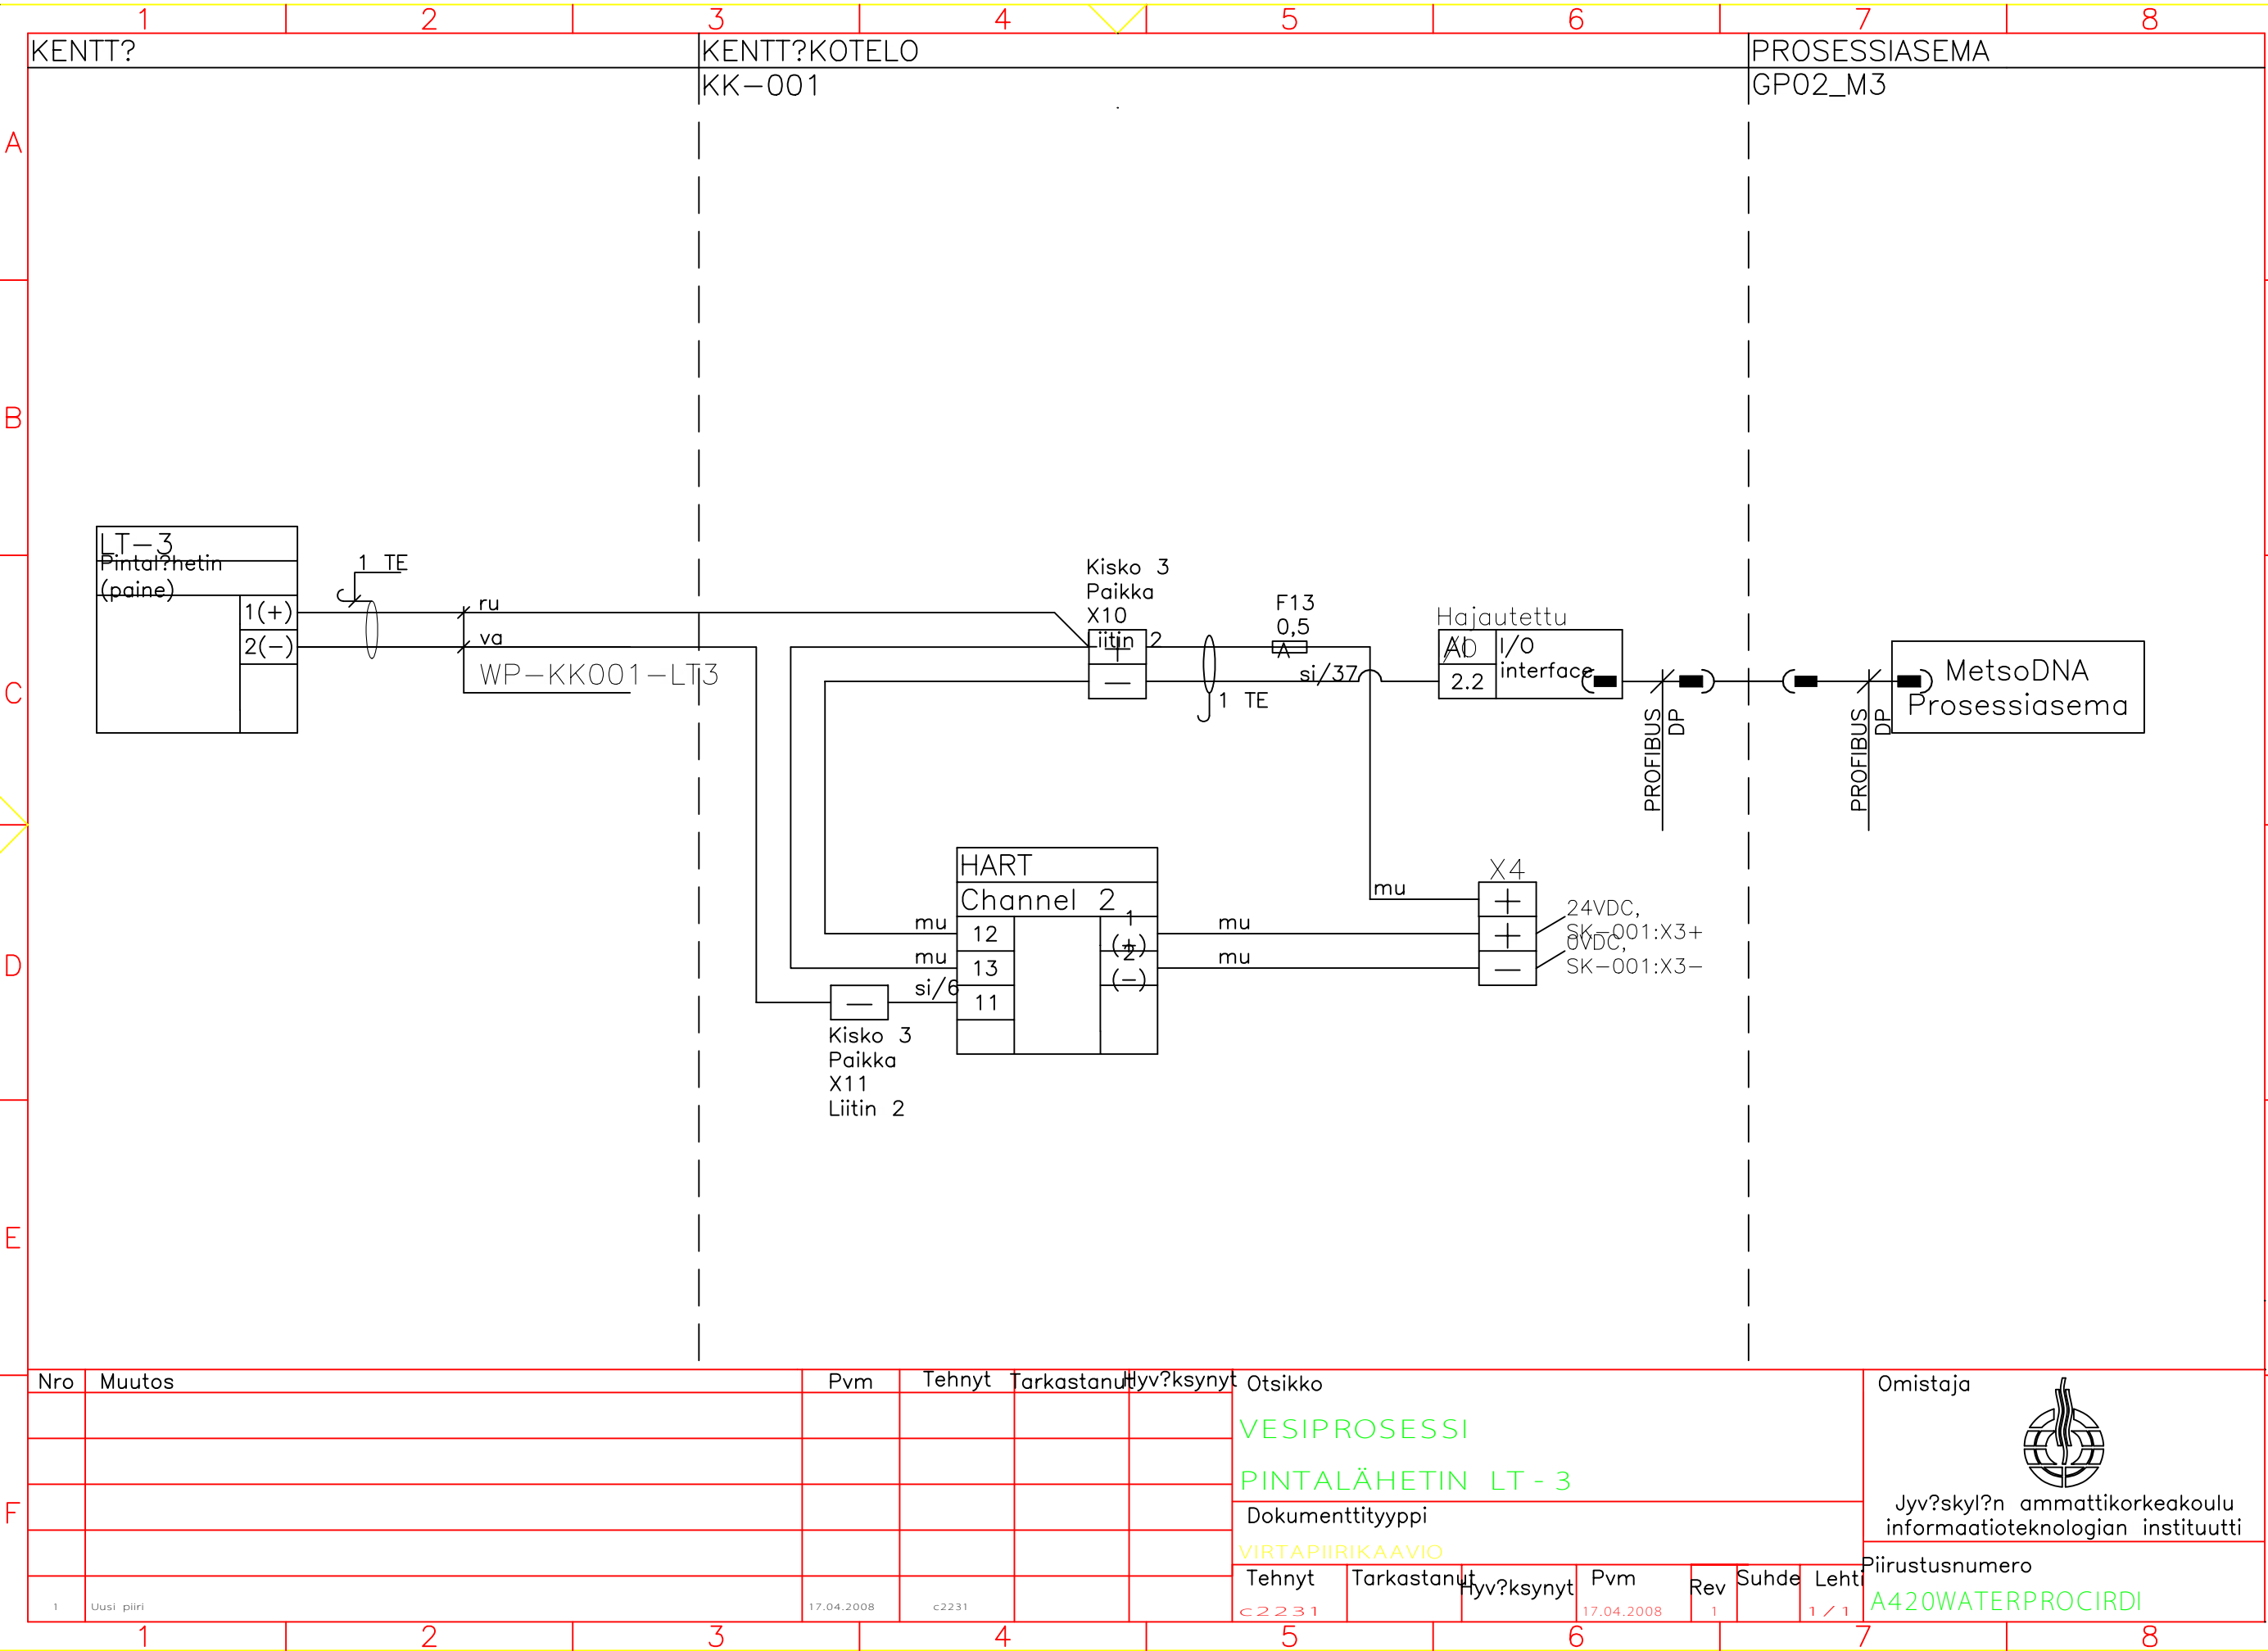 1 2 3 4 5 6 7 8
KENTT?
KENTT?KOTELO
PROSESSIASEMA
KK-001
GP02_M3
A
B
C
D
E
F
LT-3
Pintal?hetin
(paine)
1(+)
2(-)
1 TE
ru
va
WP-KK001-LT3
Kisko 3
Paikka
X10
Liitin 2
+
-
F13
0,5
A
si/37
1 TE
Hajautettu
I/O
AI
2.2
I/O
interface
PROFIBUS
DP
PROFIBUS
DP
MetsoDNA
Prosessiasema
HART
Channel 2
mu
12
mu
13
si/6
11
1
(+)
2
(-)
mu
mu
mu
-
Kisko 3
Paikka
X11
Liitin 2
X4
+
+
-
24VDC,
SK-001:X3+
0VDC,
SK-001:X3-
Nro Muutos Pvm Tehnyt Tarkastanut Hyv?ksynyt
1 Uusi piiri 17.04.2008 c2231
Otsikko
VESIPROSESSI
PINTALÄHETIN LT-3
Dokumenttityyppi
VIRTAPIIRIKAAVIO
Tehnyt Tarkastanut Hyv?ksynyt Pvm Rev Suhde Lehti
c2231 17.04.2008 1 1/1
Omistaja
Jyv?skyl?n ammattikorkeakoulu
informaatioteknologian instituutti
Piirustusnumero
A420WATERPROCIRDI
1 2 3 4 5 6 7 8